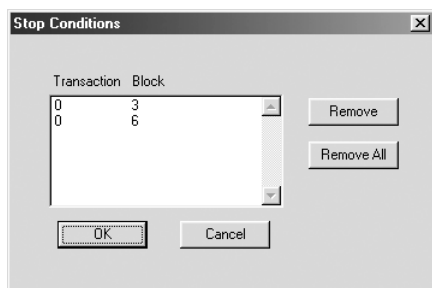 Stop Conditions
Transaction Block
0 3
0 6
Remove
Remove All
OK
Cancel